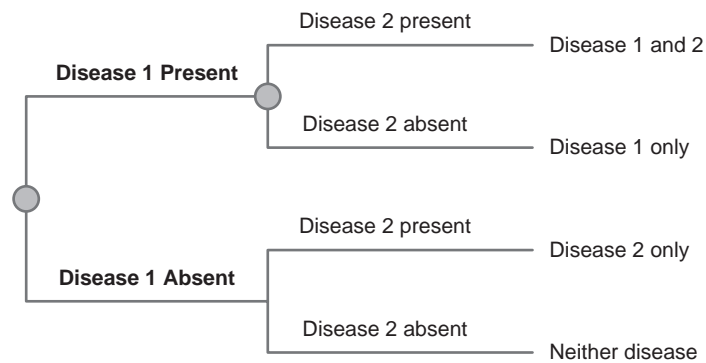 Disease 2 present
Disease 1 and 2
Disease 1 Present
Disease 2 absent
Disease 1 only
Disease 2 present
Disease 2 only
Disease 1 Absent
Disease 2 absent
Neither disease